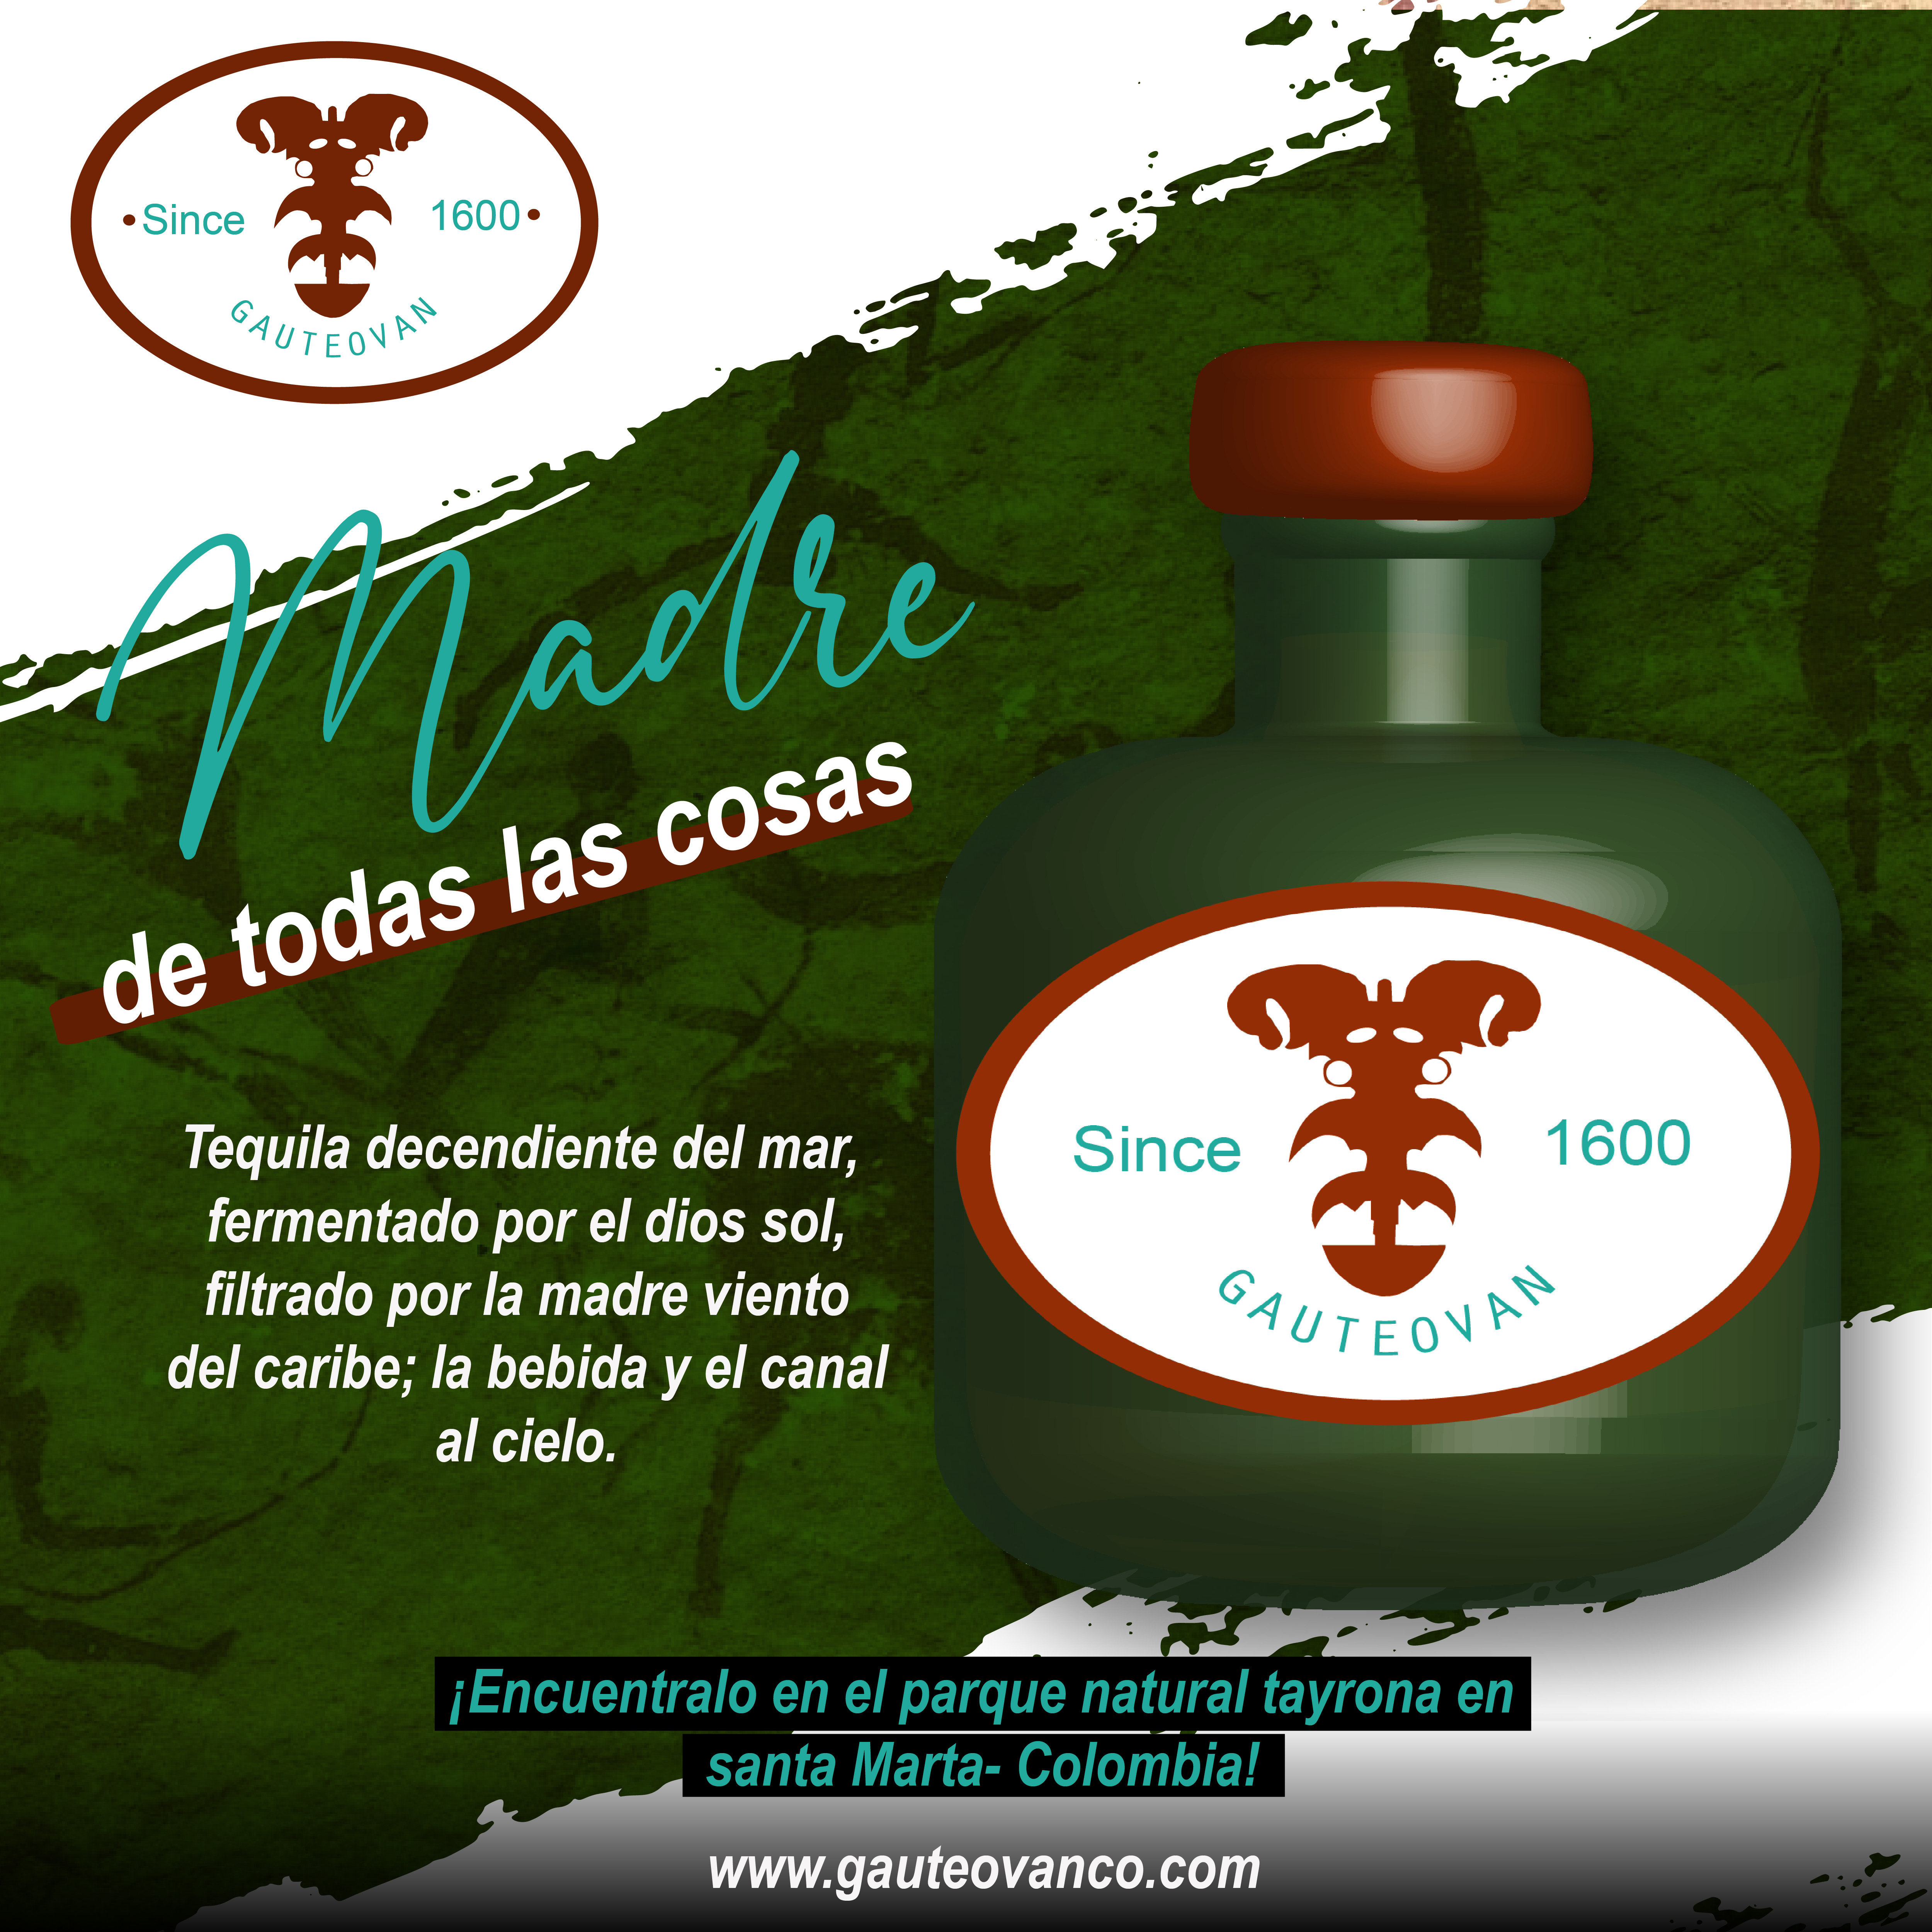 Since 1600
GAUTEOVAN
Madre
de todas las cosas
Since 1600
GAUTEOVAN
Tequila decendiente del mar,
fermentado por el dios sol,
filtrado por la madre viento
del caribe; la bebida y el canal
al cielo.
¡Encuentralo en el parque natural tayrona en
santa Marta- Colombia!
www.gauteovanco.com